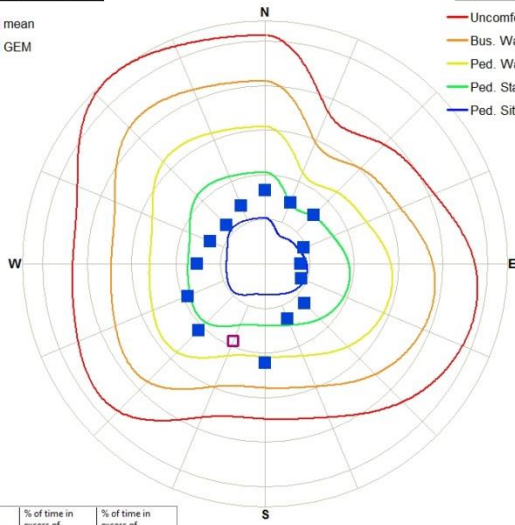 N
mean
GEM
Uncomf
Bus. Wa
Ped. Wa
Ped. Sta
Ped. Sit
W
E
S
% of time in
% of time in
excess of
excess of